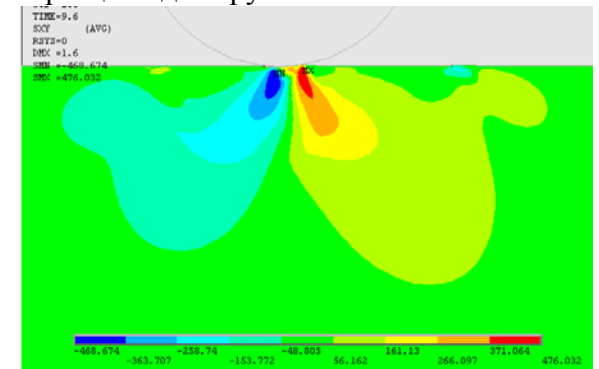 TIME=9.6
SXY (AVG)
RSYS=0
DMX =1.6
SMN =-468.674
SMX =476.032
MN MX
-468.674 -258.74 -48.805 161.13 371.064
-363.707 -153.772 56.162 266.097 476.032